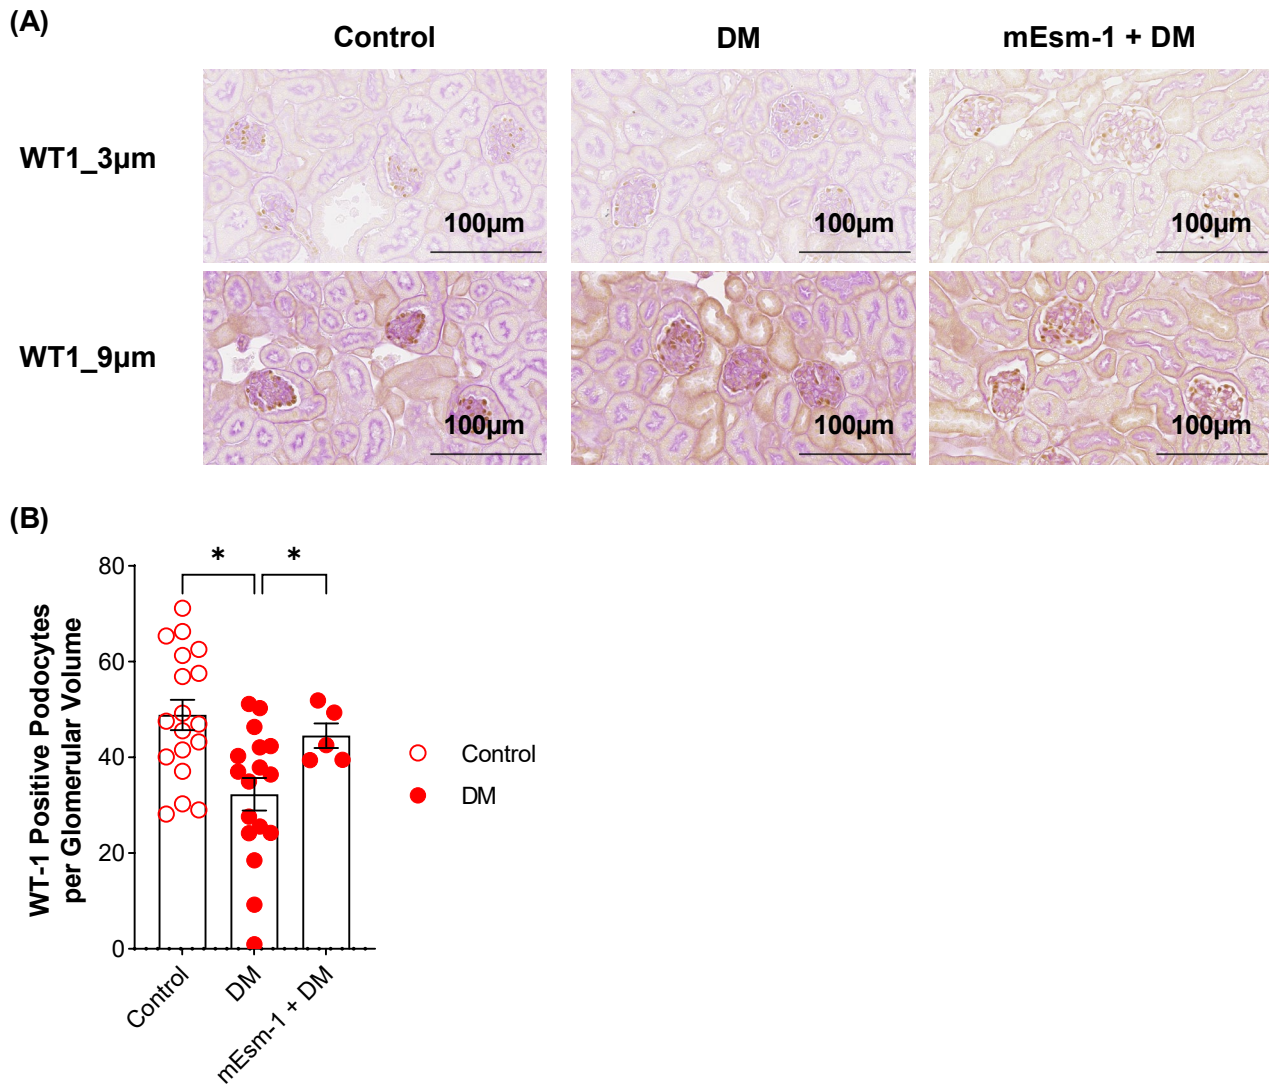 (A)
Control DM mEsm-1 + DM
WT1_3µm
100µm 100µm 100µm
WT1_9µm
100µm 100µm 100µm
(B)
WT-1 Positive Podocytes
per Glomerular Volume
80
60
40
20
0
* *
Control
DM
Control
DM
mEsm-1 + DM